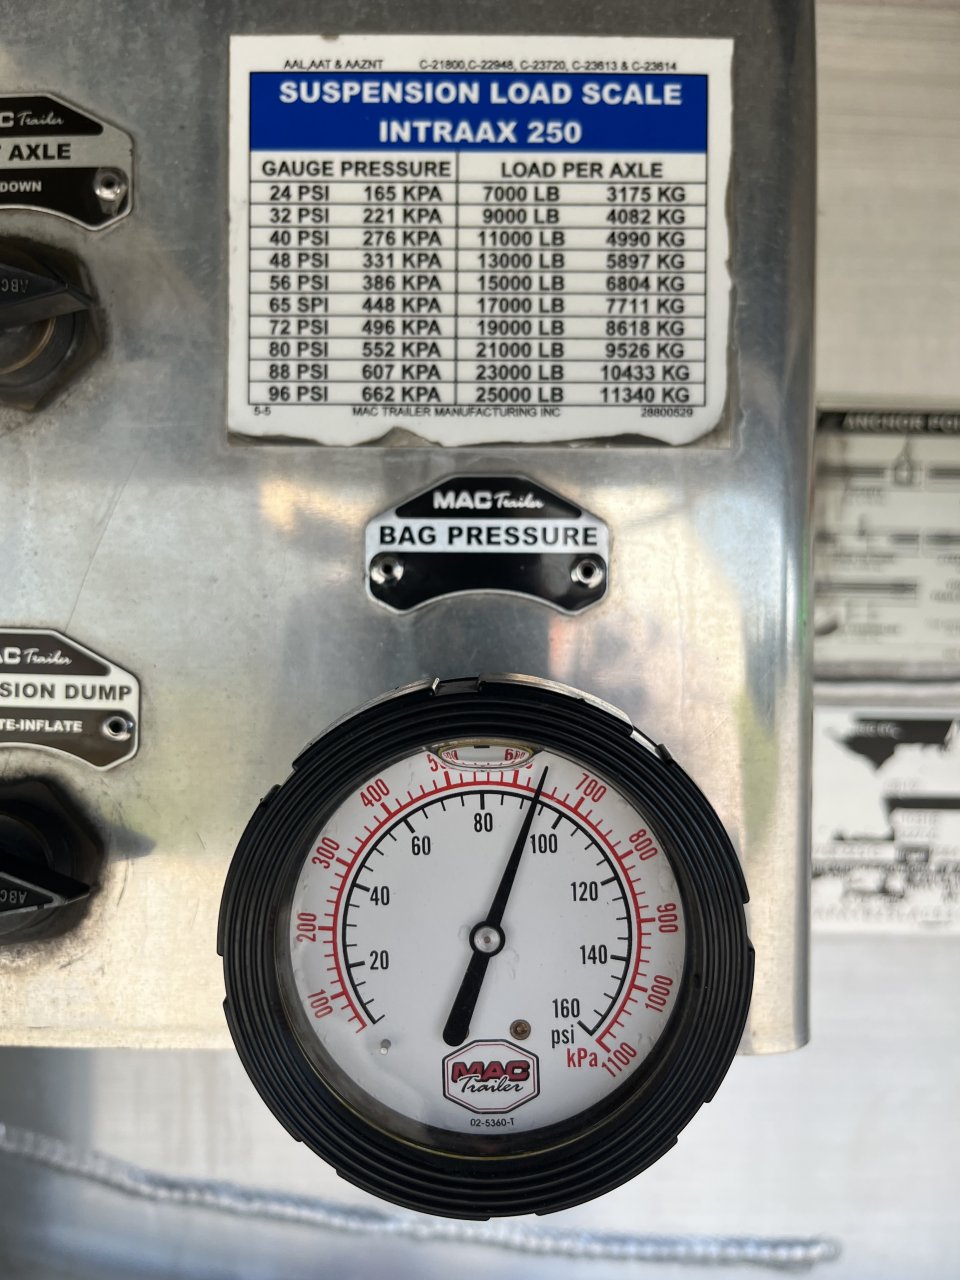 AAL,AAT & AAZNT C-21800,C-22948, C-23720, C-23613 & C-23614
SUSPENSION LOAD SCALE
INTRAAX 250
GAUGE PRESSURE LOAD PER AXLE
24 PSI 165 KPA 7000 LB 3175 KG
32 PSI 221 KPA 9000 LB 4082 KG
40 PSI 276 KPA 11000 LB 4990 KG
48 PSI 331 KPA 13000 LB 5897 KG
56 PSI 386 KPA 15000 LB 6804 KG
65 SPI 448 KPA 17000 LB 7711 KG
72 PSI 496 KPA 19000 LB 8618 KG
80 PSI 552 KPA 21000 LB 9526 KG
88 PSI 607 KPA 23000 LB 10433 KG
96 PSI 662 KPA 25000 LB 11340 KG
5-5 MAC TRAILER MANUFACTURING INC 28800529
C Trailer
AXLE
DOWN
ABC
MAC Trailer
BAG PRESSURE
AC Trailer
SION DUMP
TE-INFLATE
ABC
ANCHOR
100
200
300
400
700
800
900
1000
1100
kPa
20
40
60
80
100
120
140
160
psi
MAC
Trailer
02-5360-T